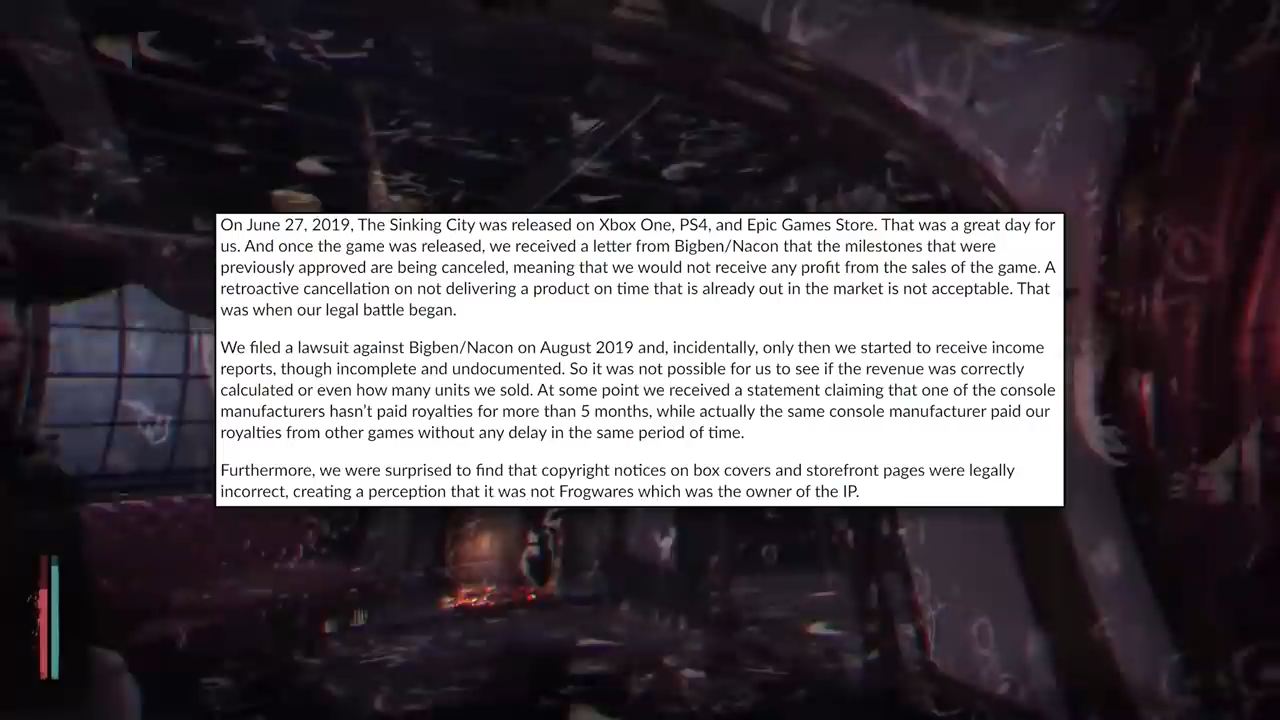 On June 27, 2019, The Sinking City was released on Xbox One, PS4, and Epic Games Store. That was a great day for
us. And once the game was released, we received a letter from Bigben/Nacon that the milestones that were
previously approved are being canceled, meaning that we would not receive any profit from the sales of the game. A
retroactive cancellation on not delivering a product on time that is already out in the market is not acceptable. That
was when our legal battle began.
We filed a lawsuit against Bigben/Nacon on August 2019 and, incidentally, only then we started to receive income
reports, though incomplete and undocumented. So it was not possible for us to see if the revenue was correctly
calculated or even how many units we sold. At some point we received a statement claiming that one of the console
manufacturers hasn't paid royalties for more than 5 months, while actually the same console manufacturer paid our
royalties from other games without any delay in the same period of time.
Furthermore, we were surprised to find that copyright notices on box covers and storefront pages were legally
incorrect, creating a perception that it was not Frogwares which was the owner of the IP.